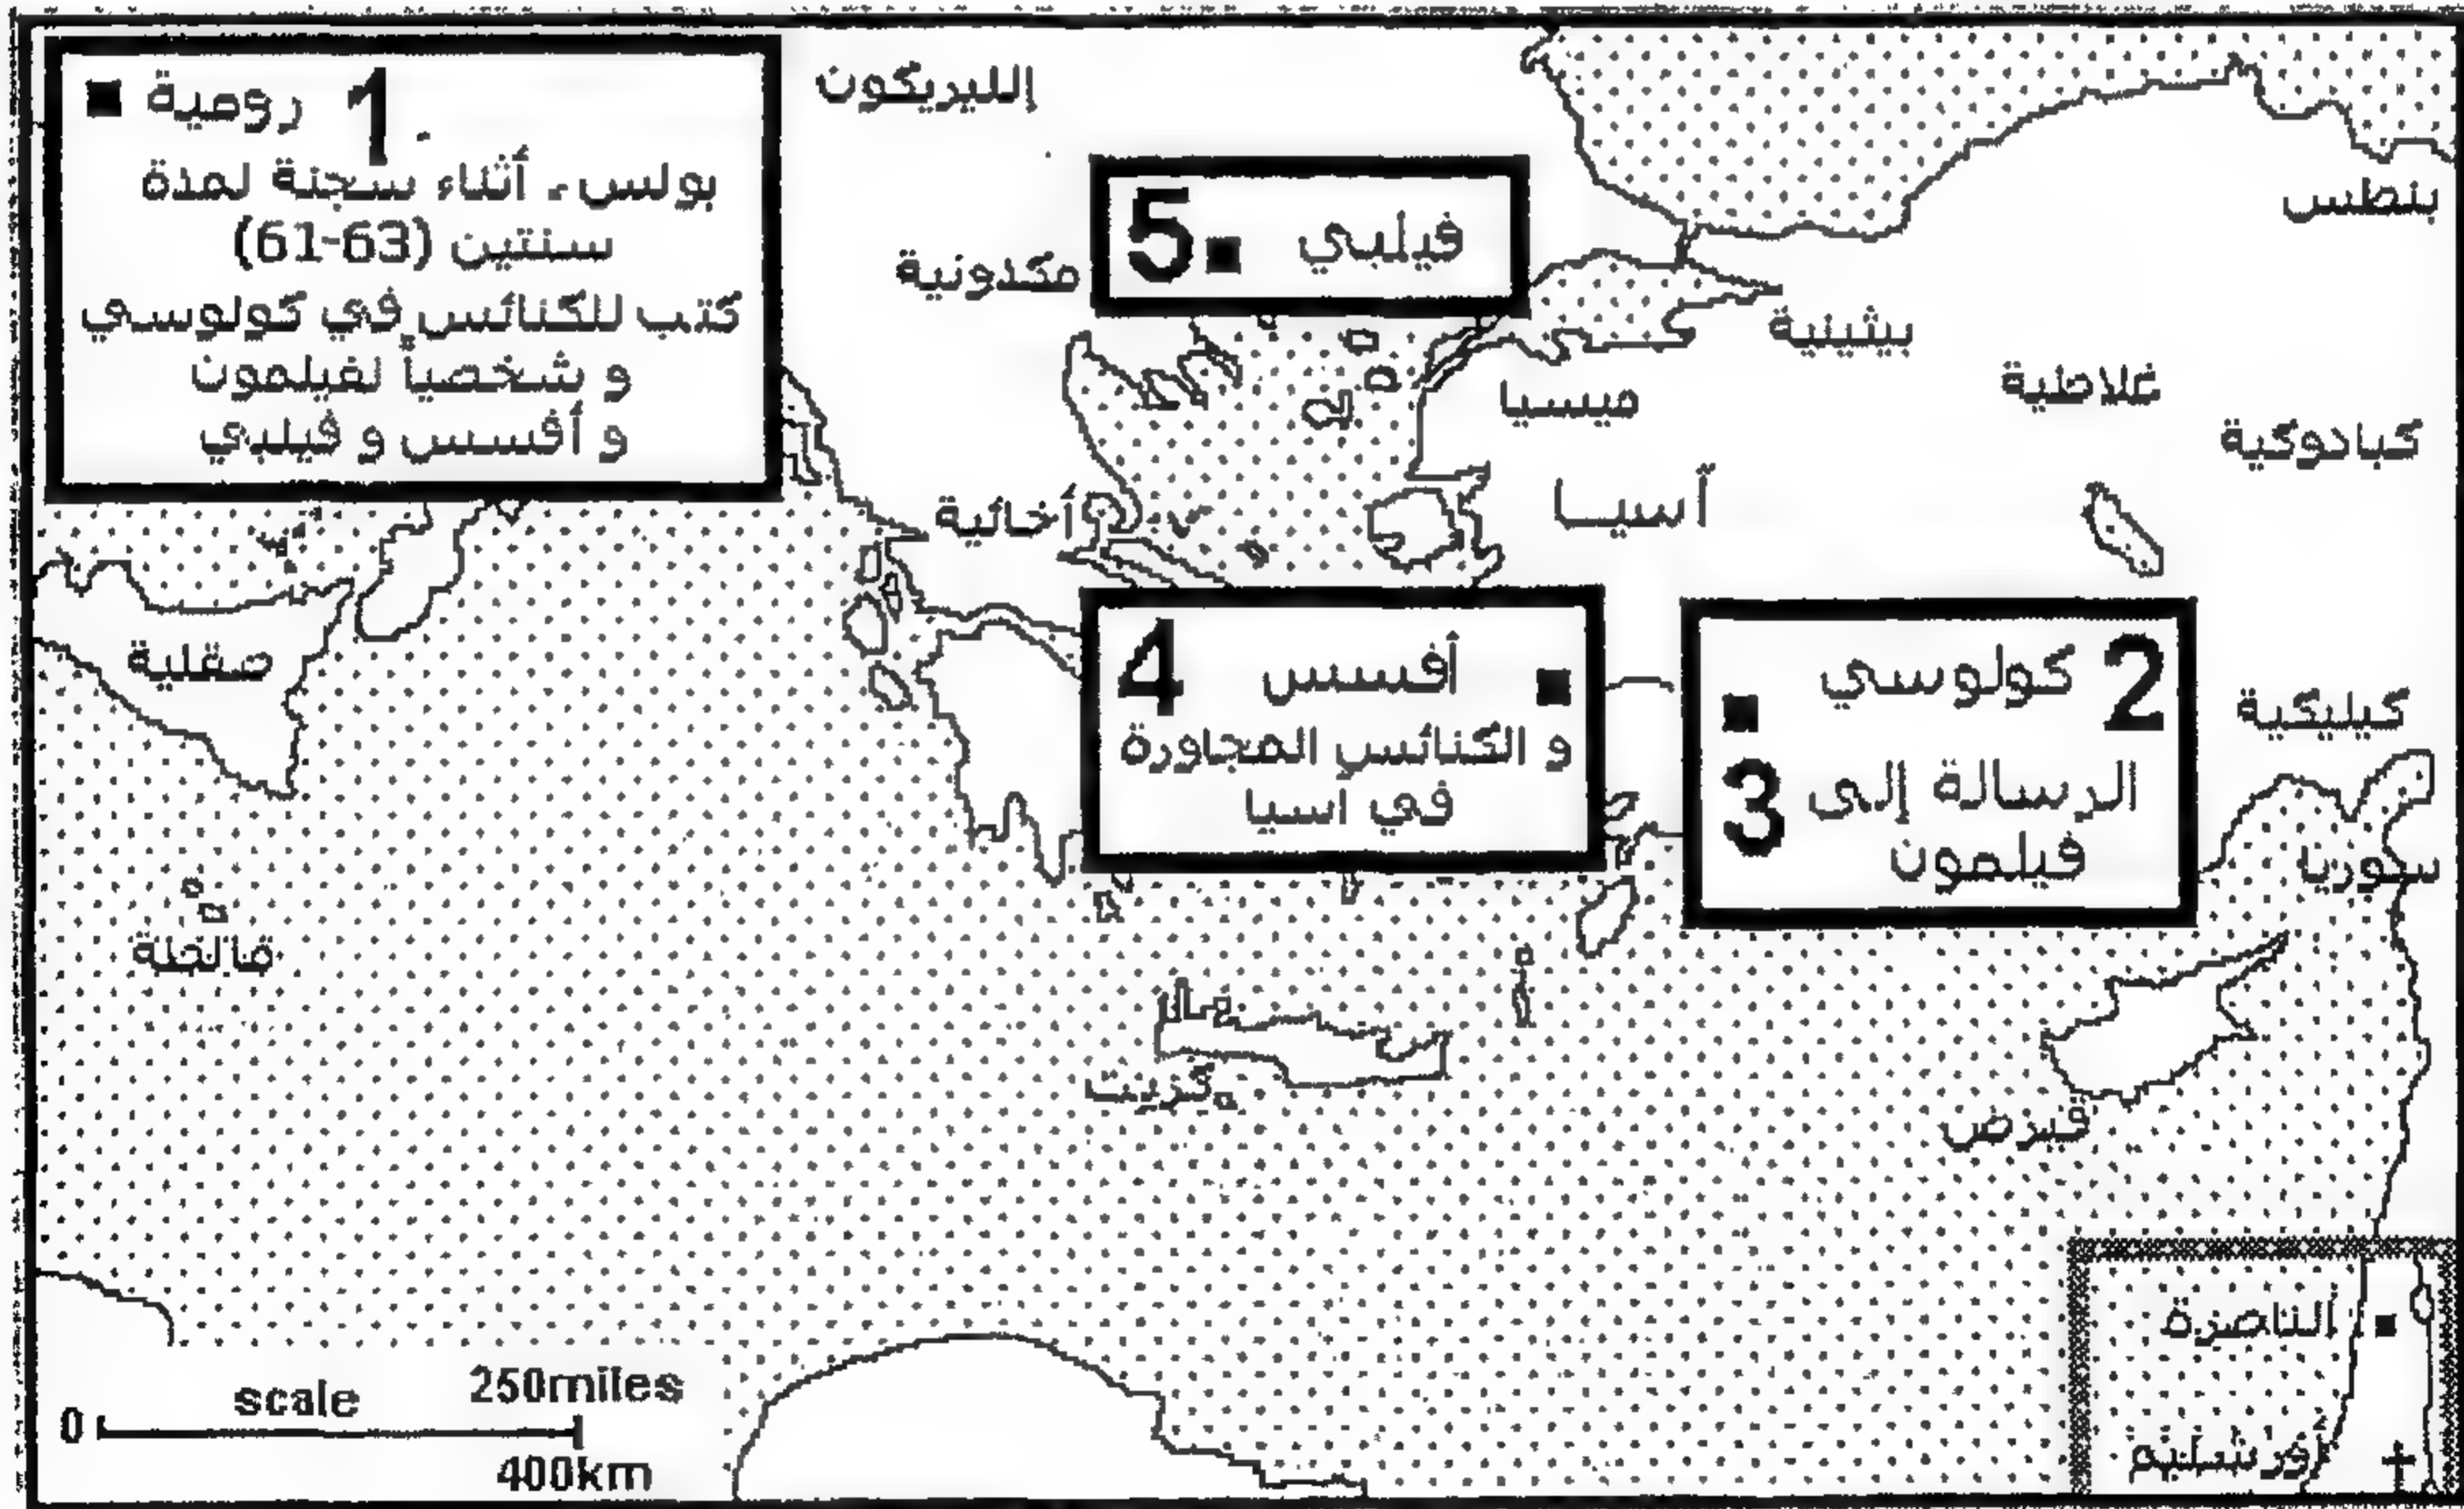 1 رومية
بولس، أثناء سجنة لمدة
سنتين (61-63)
كتب للكنائس في كولوسي
و شخصياً لفيلمون
و أفسس و فيلبي
إلليريكون
5 فيلبي
مكدونية
بنطس
بيثينية
ميسيا
غلاطية
كبادوكية
أخائية
آسيا
صقلية
4 أفسس
و الكنائس المجاورة
في آسيا
2 كولوسي
3 الرسالة إلى
فيلمون
كيليكية
سوريا
مالطة
كريت
قبرص
الناصرة
أورشليم
scale
0
250miles
400km